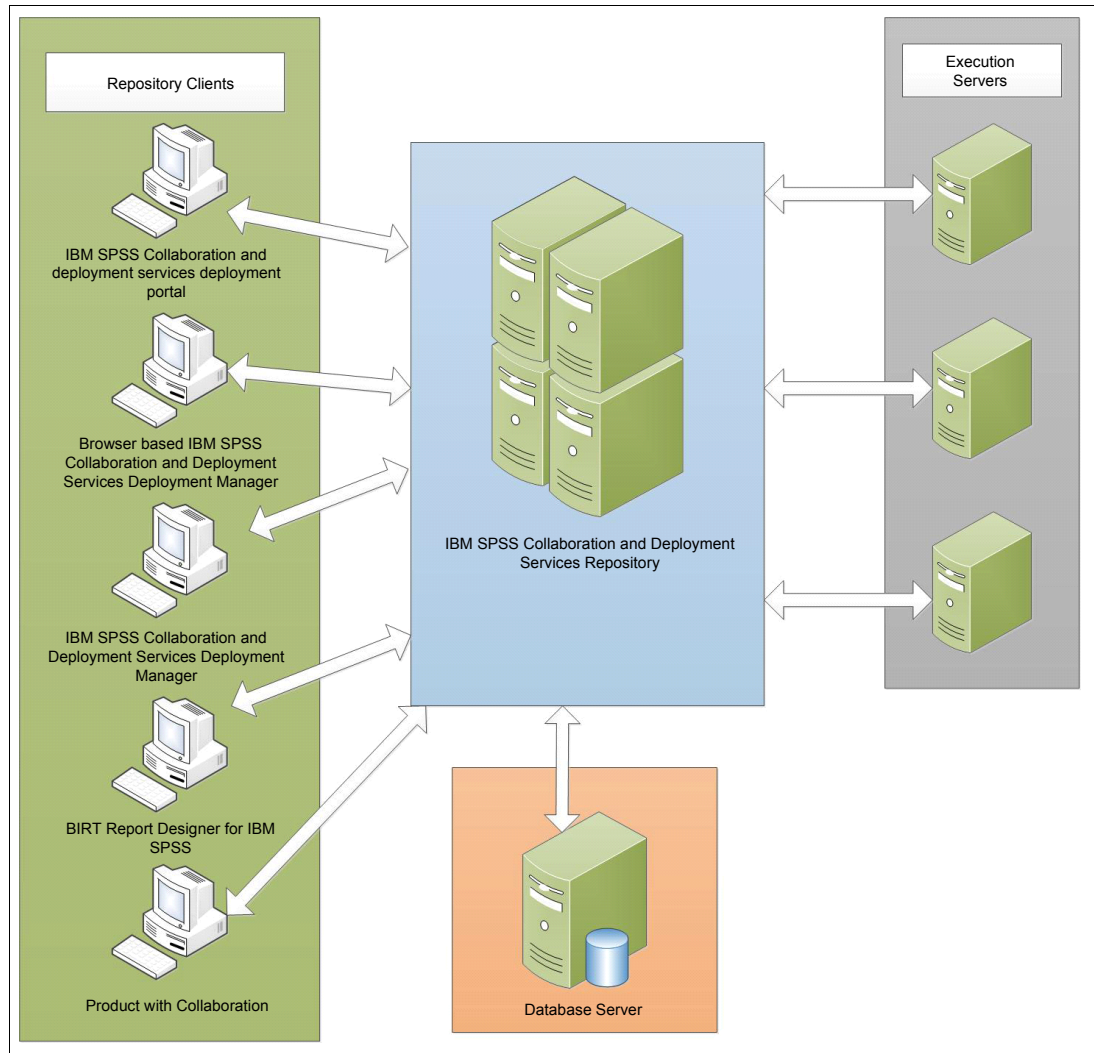 Repository Clients
IBM SPSS Collaboration and
deployment services deployment
portal
Browser based IBM SPSS
Collaboration and Deployment
Services Deployment Manager
IBM SPSS Collaboration and
Deployment Services Deployment
Manager
BIRT Report Designer for IBM
SPSS
Product with Collaboration
IBM SPSS Collaboration and Deployment
Services Repository
Database Server
Execution
Servers